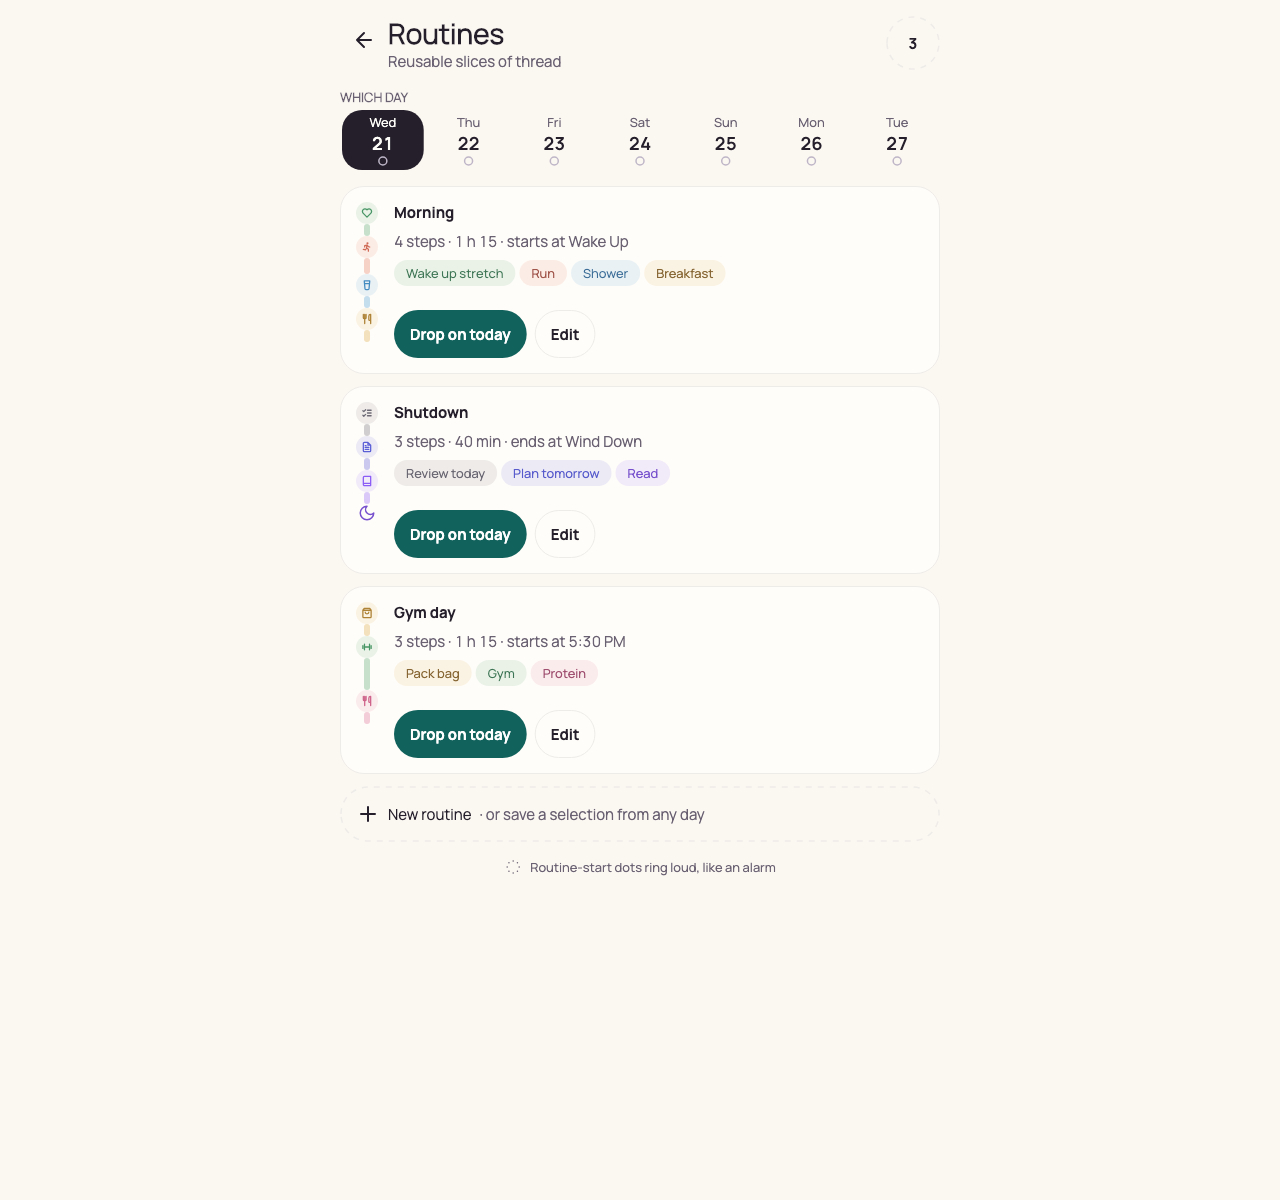 Routines
Reusable slices of thread
3
WHICH DAY
Wed Thu Fri Sat Sun Mon Tue
21 22 23 24 25 26 27
Morning
4 steps · 1 h 15 · starts at Wake Up
Wake up stretch Run Shower Breakfast
Drop on today Edit
Shutdown
3 steps · 40 min · ends at Wind Down
Review today Plan tomorrow Read
Drop on today Edit
Gym day
3 steps · 1 h 15 · starts at 5:30 PM
Pack bag Gym Protein
Drop on today Edit
New routine · or save a selection from any day
Routine-start dots ring loud, like an alarm